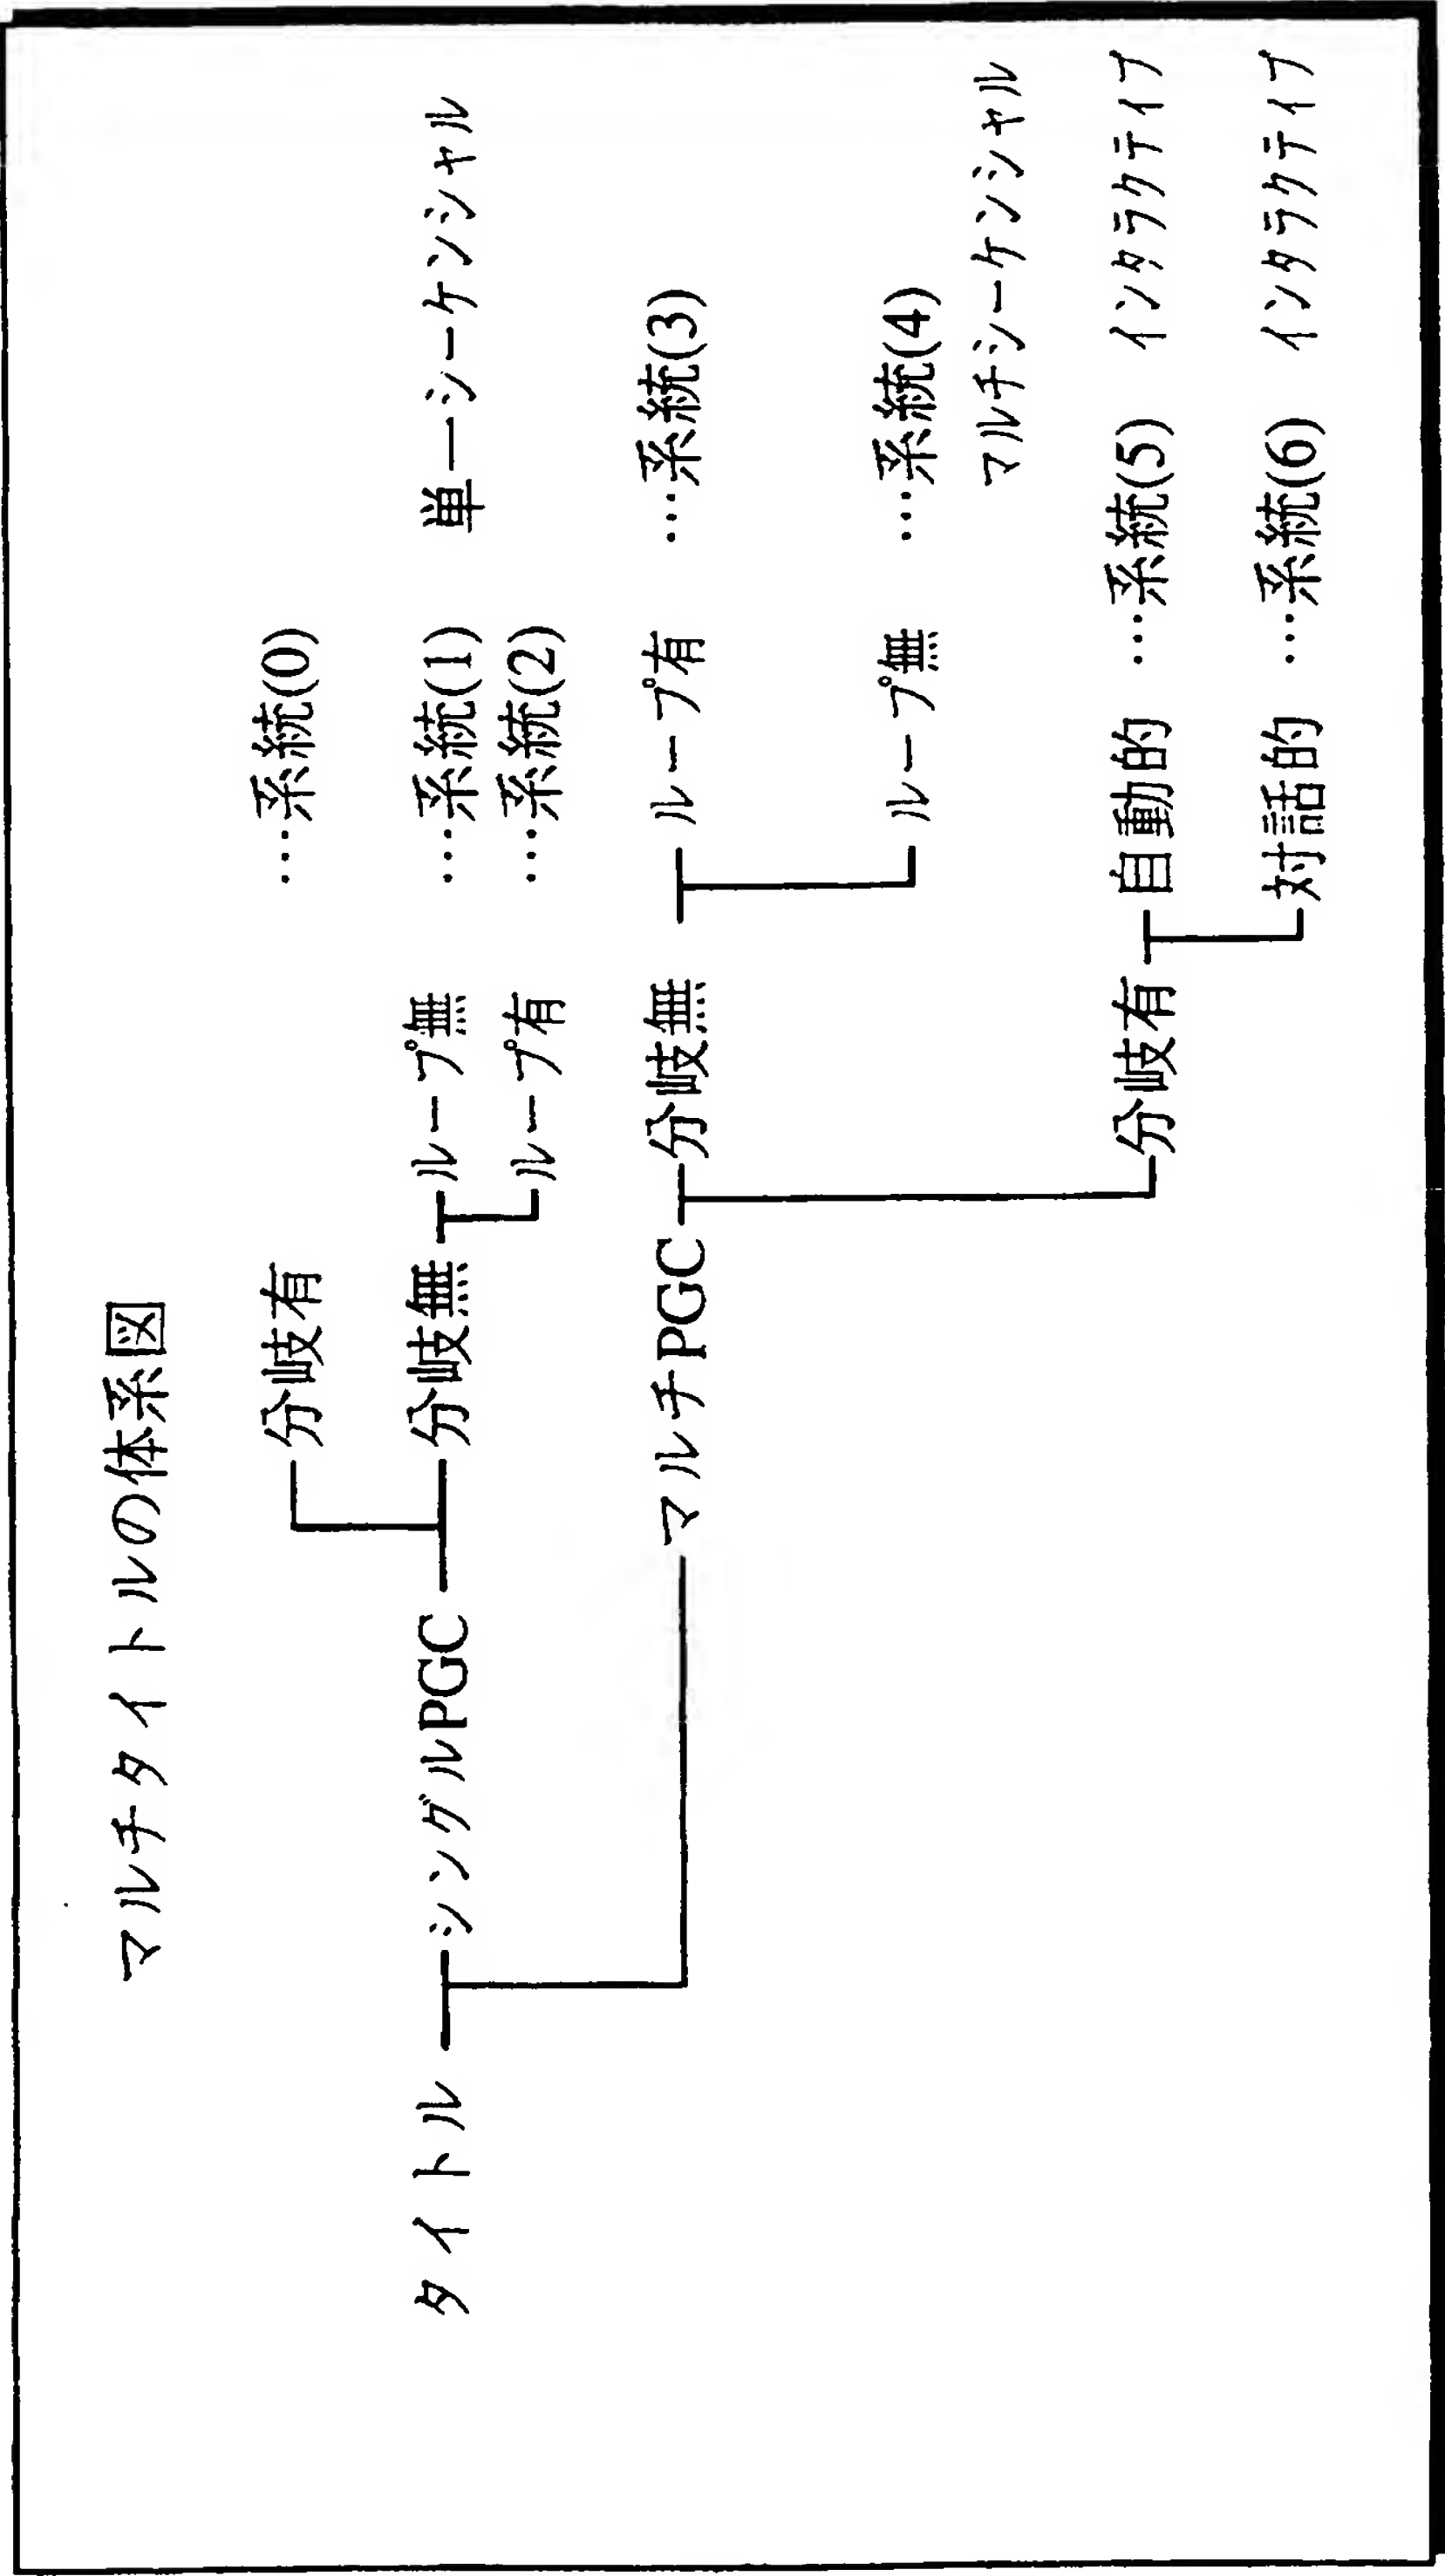 マルチタイトルの体系図
分岐有 …系統(0)
タイトル シングルPGC 分岐無 ループ無 …系統(1) 単一シーケンシャル
ループ有 …系統(2)
マルチPGC 分岐無 ループ有 …系統(3)
ループ無 …系統(4)
マルチシーケンシャル
分岐有 自動的 …系統(5) インタラクティブ
対話的 …系統(6) インタラクティブ